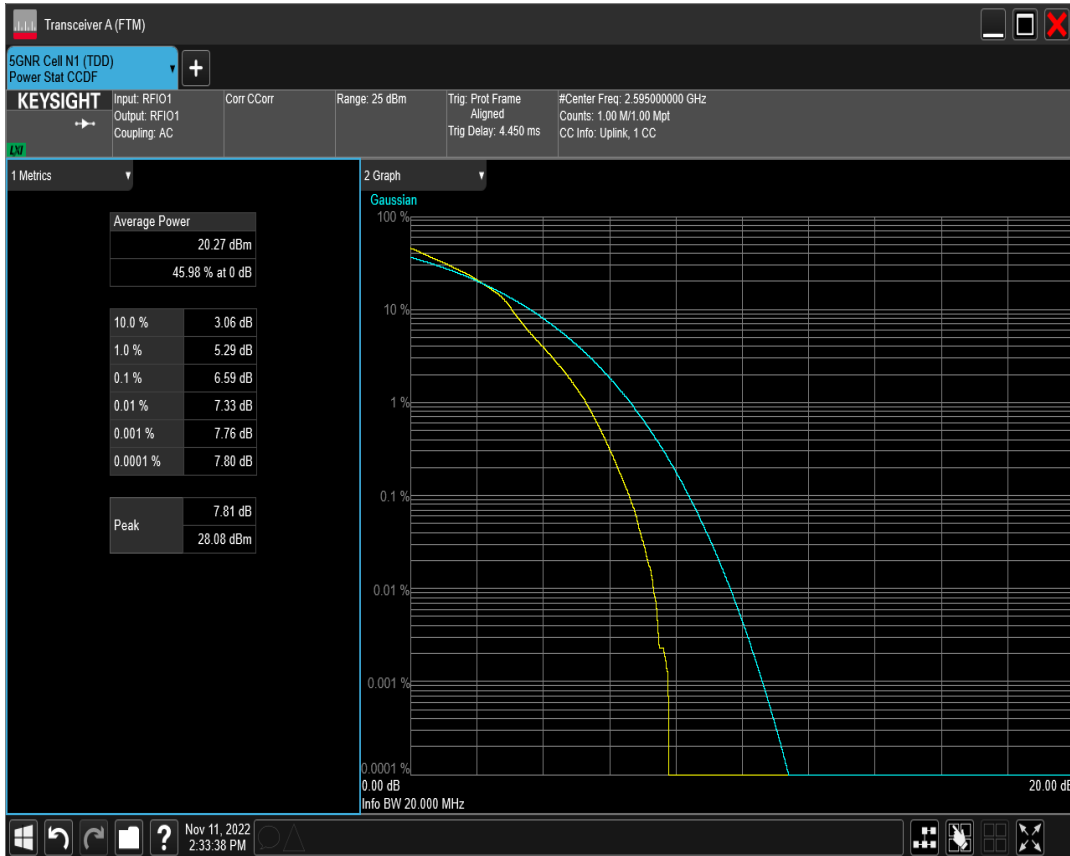 Transceiver A (FTM)
5GNR Cell N1 (TDD)
Power Stat CCDF
KEYSIGHT
LXI
Input: RFIO1
Output: RFIO1
Coupling: AC
Corr CCorr
Range: 25 dBm
Trig: Prot Frame
Aligned
Trig Delay: 4.450 ms
#Center Freq: 2.595000000 GHz
Counts: 1.00 M/1.00 Mpt
CC Info: Uplink, 1 CC
1 Metrics
Average Power
20.27 dBm
45.98 % at 0 dB
10.0 % 3.06 dB
1.0 % 5.29 dB
0.1 % 6.59 dB
0.01 % 7.33 dB
0.001 % 7.76 dB
0.0001 % 7.80 dB
Peak
7.81 dB
28.08 dBm
2 Graph
Gaussian
100 %
10 %
1 %
0.1 %
0.01 %
0.001 %
0.0001 %
0.00 dB 20.00 dB
Info BW 20.000 MHz
? Nov 11, 2022
2:33:38 PM